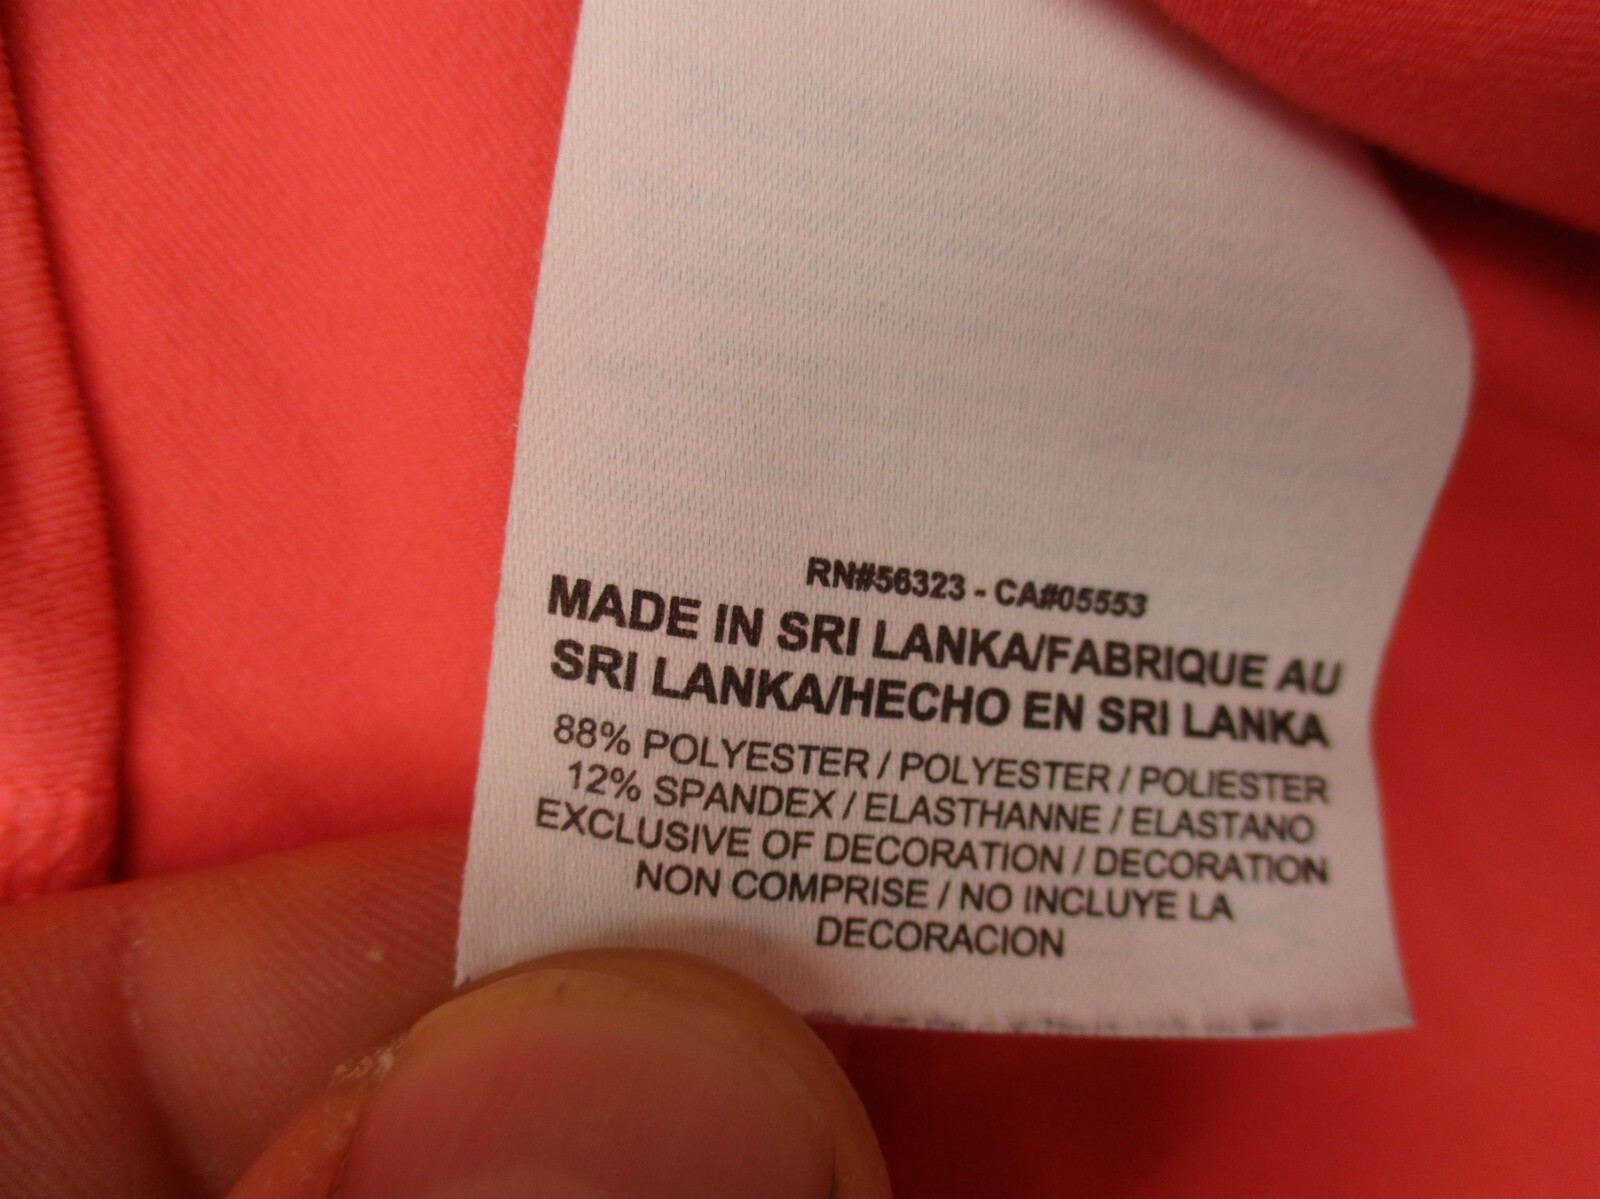 RN#56323 - CA#05553
MADE IN SRI LANKA/FABRIQUE AU
SRI LANKA/HECHO EN SRI LANKA
88% POLYESTER / POLYESTER / POLIESTER
12% SPANDEX / ELASTHANNE / ELASTANO
EXCLUSIVE OF DECORATION / DECORATION
NON COMPRISE / NO INCLUYE LA
DECORACION